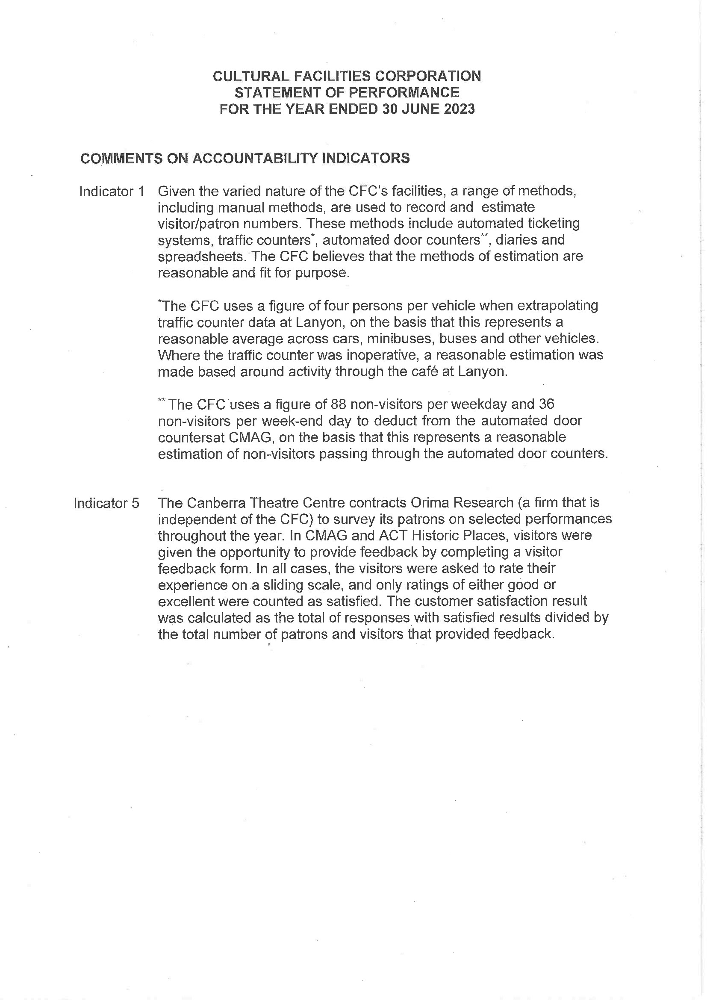 CULTURAL FACILITIES CORPORATION
STATEMENT OF PERFORMANCE
FOR THE YEAR ENDED 30 JUNE 2023
COMMENTS ON ACCOUNTABILITY INDICATORS
Indicator 1 Given the varied nature of the CFC's facilities, a range of methods,
including manual methods, are used to record and estimate
visitor/patron numbers. These methods include automated ticketing
systems, traffic counters*, automated door counters**, diaries and
spreadsheets. The CFC believes that the methods of estimation are
reasonable and fit for purpose.
*The CFC uses a figure of four persons per vehicle when extrapolating
traffic counter data at Lanyon, on the basis that this represents a
reasonable average across cars, minibuses, buses and other vehicles.
Where the traffic counter was inoperative, a reasonable estimation was
made based around activity through the café at Lanyon.
** The CFC uses a figure of 88 non-visitors per weekday and 36
non-visitors per week-end day to deduct from the automated door
countersat CMAG, on the basis that this represents a reasonable
estimation of non-visitors passing through the automated door counters.
Indicator 5 The Canberra Theatre Centre contracts Orima Research (a firm that is
independent of the CFC) to survey its patrons on selected performances
throughout the year. In CMAG and ACT Historic Places, visitors were
given the opportunity to provide feedback by completing a visitor
feedback form. In all cases, the visitors were asked to rate their
experience on a sliding scale, and only ratings of either good or
excellent were counted as satisfied. The customer satisfaction result
was calculated as the total of responses with satisfied results divided by
the total number of patrons and visitors that provided feedback.